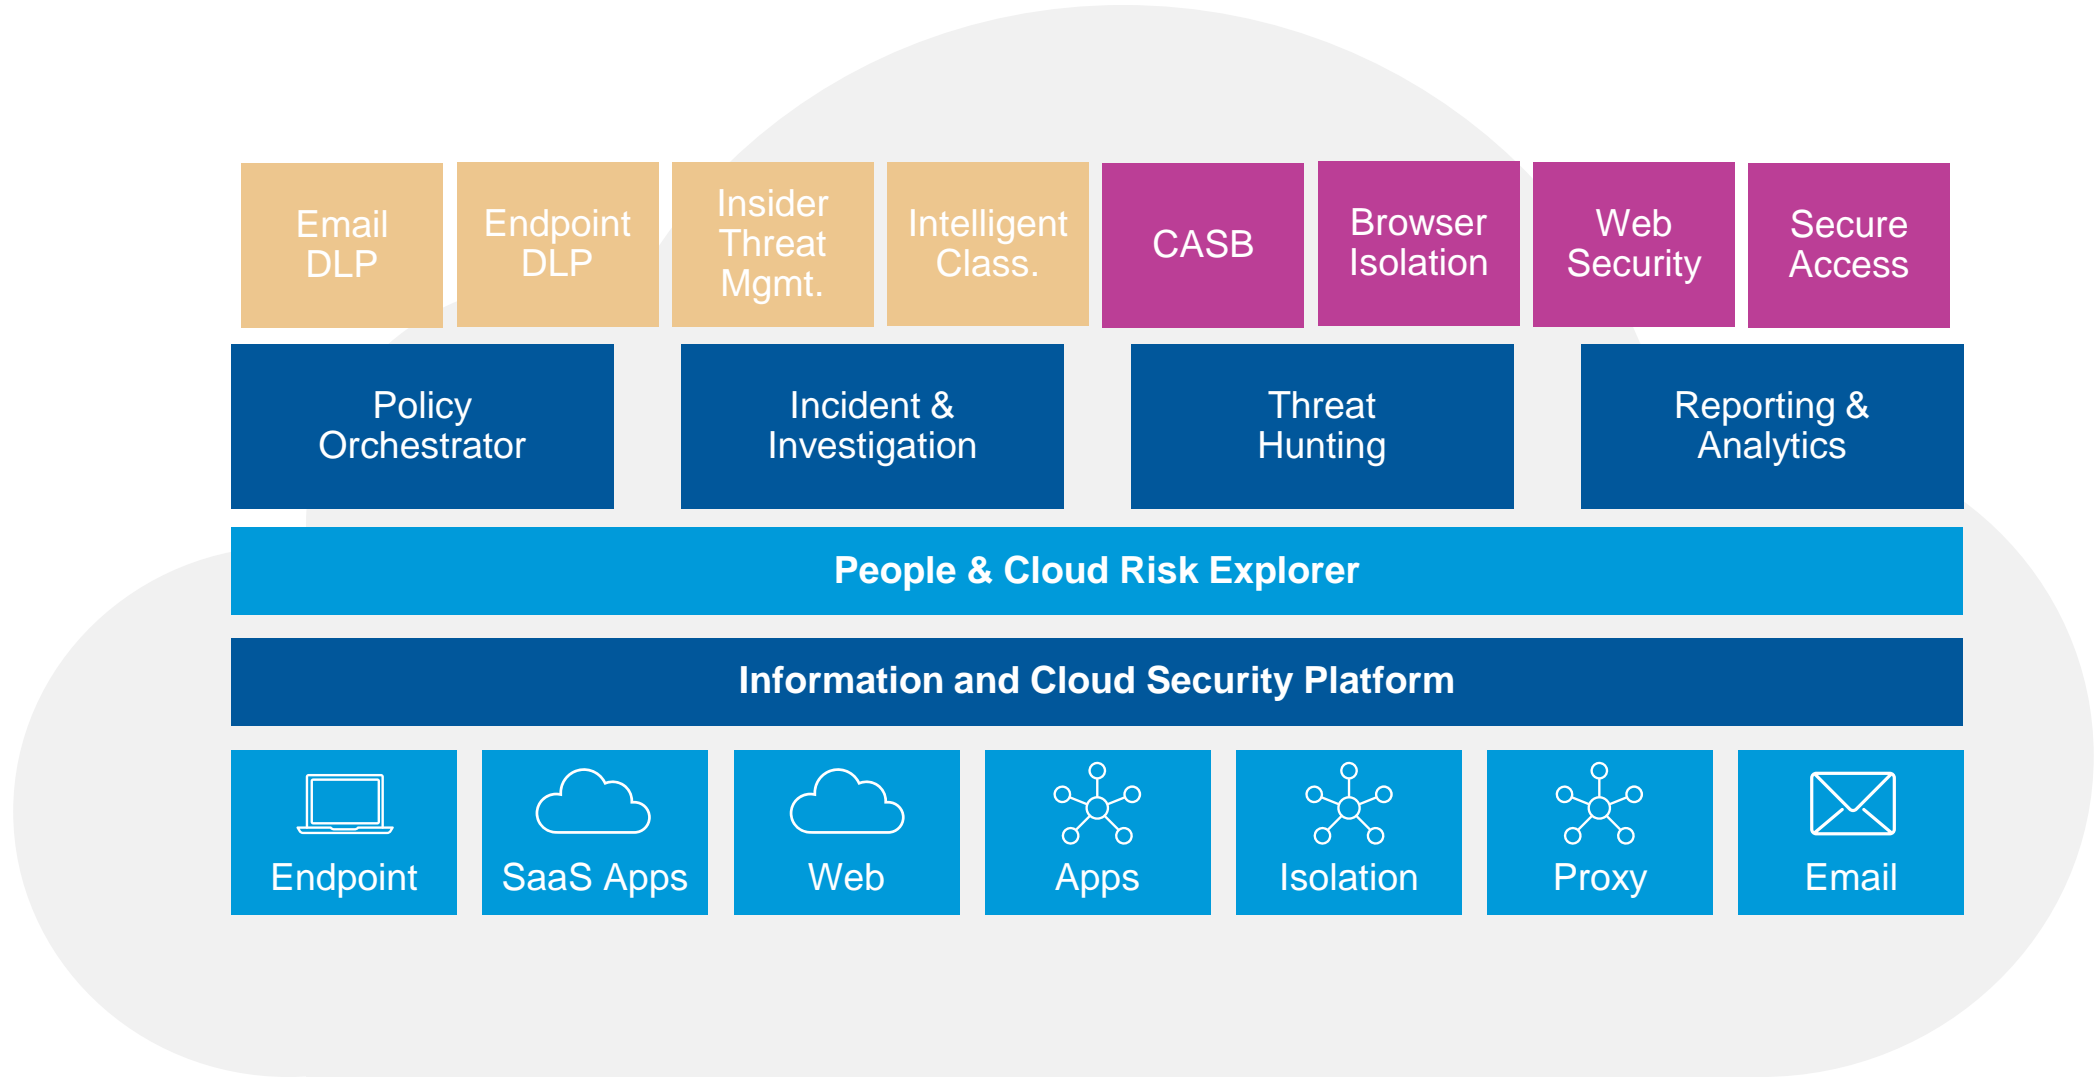 Email
DLP
Endpoint
DLP
Insider
Threat
Mgmt.
Intelligent
Class.
CASB
Browser
Isolation
Web
Security
Secure
Access
Policy
Orchestrator
Incident &
Investigation
Threat
Hunting
Reporting &
Analytics
People & Cloud Risk Explorer
Information and Cloud Security Platform
Endpoint
SaaS Apps
Web
Apps
Isolation
Proxy
Email